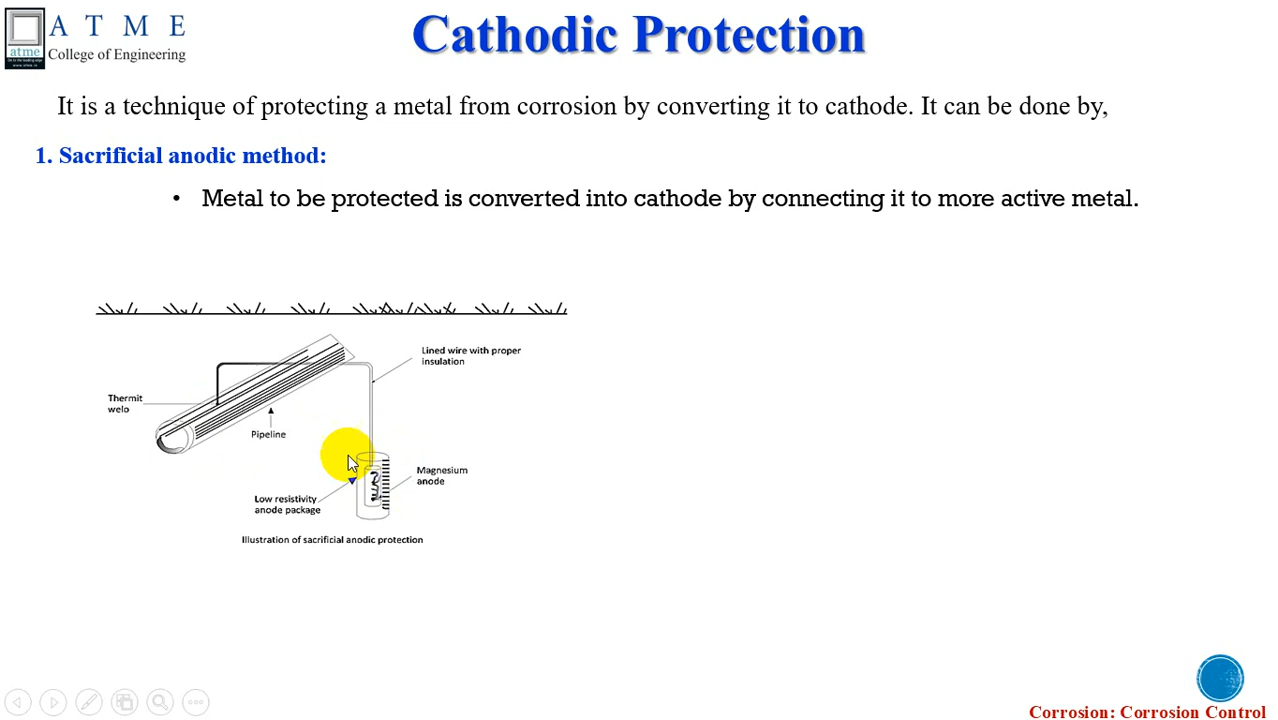 A T M E
College of Engineering
atme
Cathodic Protection
It is a technique of protecting a metal from corrosion by converting it to cathode. It can be done by,
1. Sacrificial anodic method:
• Metal to be protected is converted into cathode by connecting it to more active metal.
Lined wire with proper
insulation
Thermit
welo
Pipeline
Magnesium
anode
Low resistivity
anode package
Illustration of sacrificial anodic protection
Corrosion: Corrosion Control